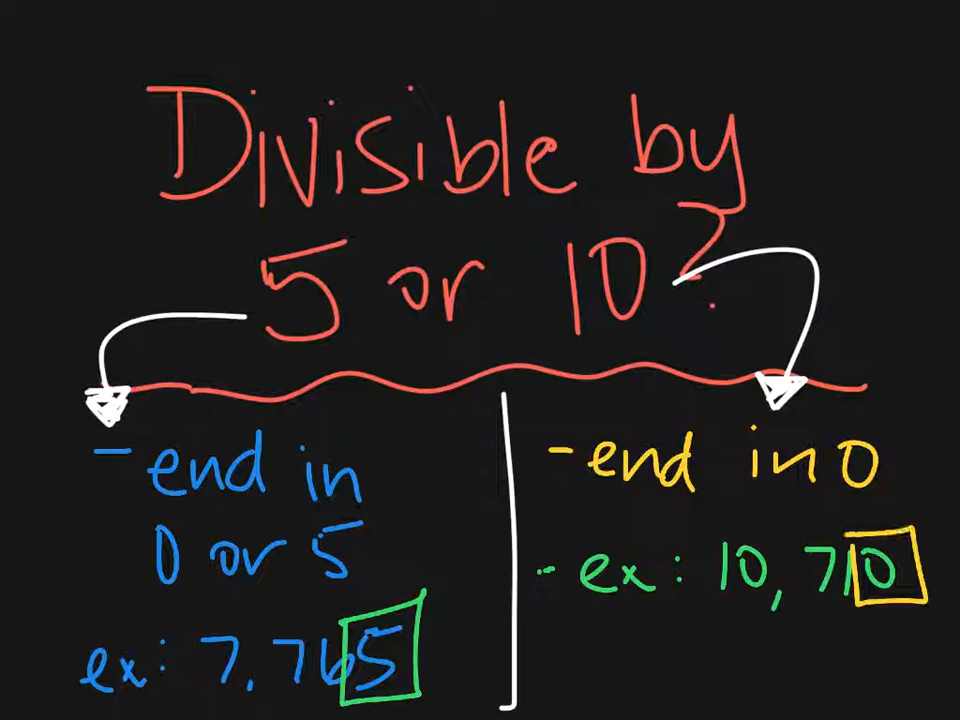 Divisible by
5 or 10?
- end in
0 or 5
ex: 7,765
- end in 0
- ex: 10,710